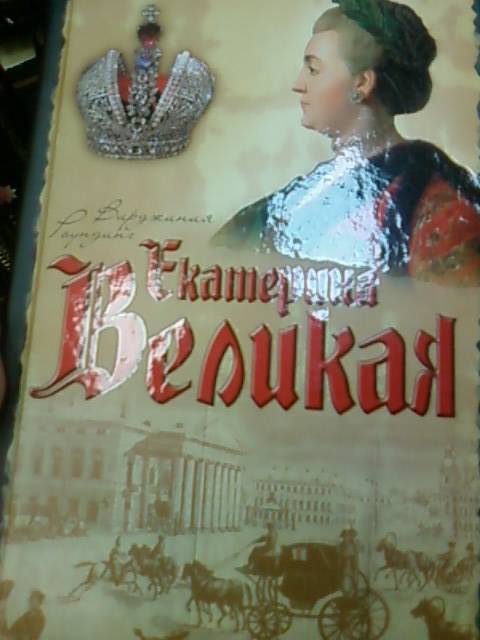 Вирджиния
Раундинг
Екатерина
Великая